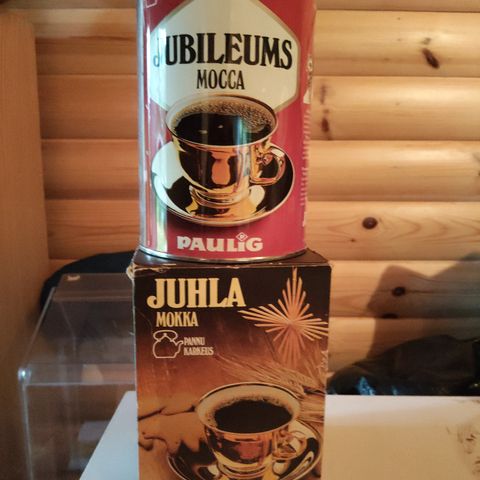 JUBILEUMS
MOCCA
PAULIG
JUHLA
MOKKA
PANNU
KARKEUS